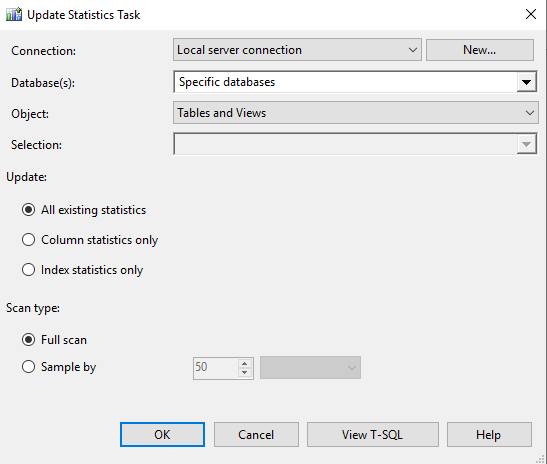 Update Statistics Task
Connection: Local server connection New...
Database(s): Specific databases
Object: Tables and Views
Selection:
Update:
All existing statistics
Column statistics only
Index statistics only
Scan type:
Full scan
Sample by 50
OK Cancel View T-SQL Help